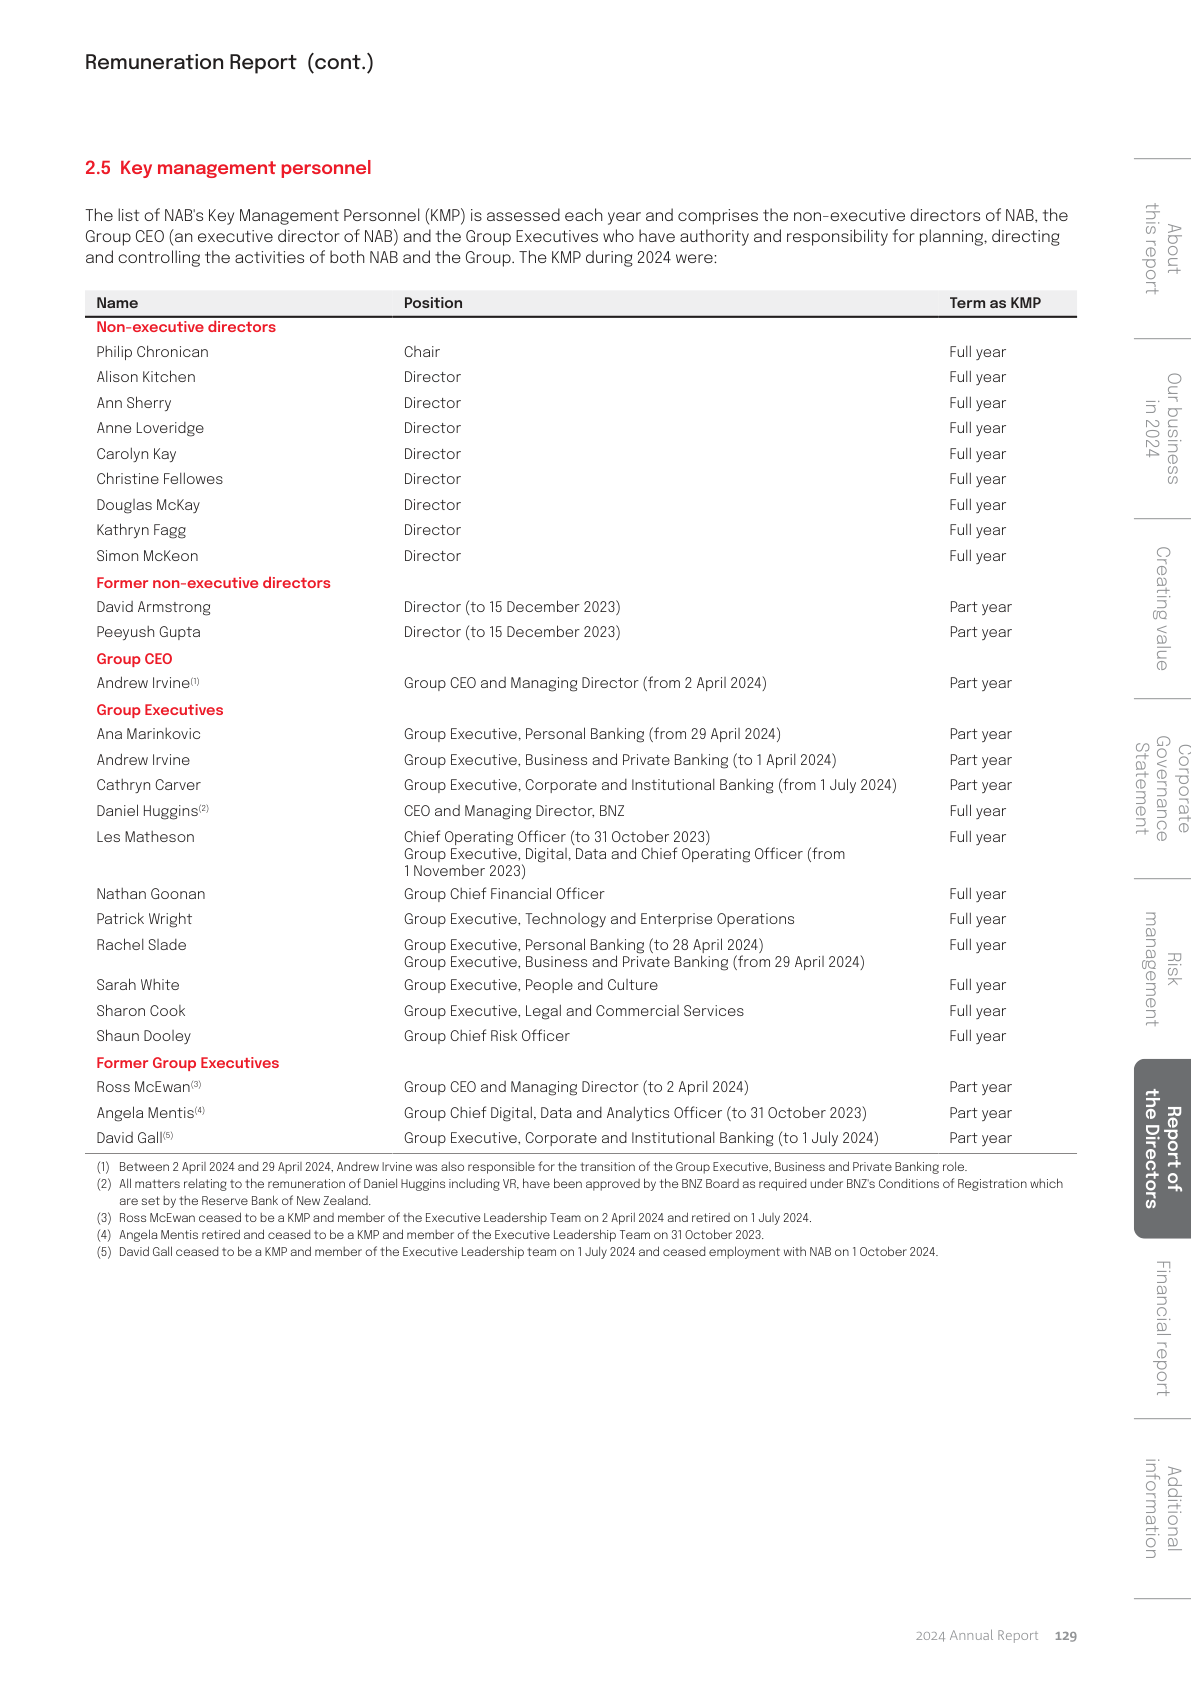 Remuneration Report (cont.)
2.5 Key management personnel
The list of NAB's Key Management Personnel (KMP) is assessed each year and comprises the non-executive directors of NAB, the
Group CEO (an executive director of NAB) and the Group Executives who have authority and responsibility for planning, directing
and controlling the activities of both NAB and the Group. The KMP during 2024 were:
Name Position Term as KMP
Non-executive directors
Philip Chronican Chair Full year
Alison Kitchen Director Full year
Ann Sherry Director Full year
Anne Loveridge Director Full year
Carolyn Kay Director Full year
Christine Fellowes Director Full year
Douglas McKay Director Full year
Kathryn Fagg Director Full year
Simon McKeon Director Full year
Former non-executive directors
David Armstrong Director (to 15 December 2023) Part year
Peeyush Gupta Director (to 15 December 2023) Part year
Group CEO
Andrew Irvine(1) Group CEO and Managing Director (from 2 April 2024) Part year
Group Executives
Ana Marinkovic Group Executive, Personal Banking (from 29 April 2024) Part year
Andrew Irvine Group Executive, Business and Private Banking (to 1 April 2024) Part year
Cathryn Carver Group Executive, Corporate and Institutional Banking (from 1 July 2024) Part year
Daniel Huggins(2) CEO and Managing Director, BNZ Full year
Les Matheson Chief Operating Officer (to 31 October 2023) Full year
Group Executive, Digital, Data and Chief Operating Officer (from
1 November 2023)
Nathan Goonan Group Chief Financial Officer Full year
Patrick Wright Group Executive, Technology and Enterprise Operations Full year
Rachel Slade Group Executive, Personal Banking (to 28 April 2024) Full year
Group Executive, Business and Private Banking (from 29 April 2024)
Sarah White Group Executive, People and Culture Full year
Sharon Cook Group Executive, Legal and Commercial Services Full year
Shaun Dooley Group Chief Risk Officer Full year
Former Group Executives
Ross McEwan(3) Group CEO and Managing Director (to 2 April 2024) Part year
Angela Mentis(4) Group Chief Digital, Data and Analytics Officer (to 31 October 2023) Part year
David Gall(5) Group Executive, Corporate and Institutional Banking (to 1 July 2024) Part year
(1) Between 2 April 2024 and 29 April 2024, Andrew Irvine was also responsible for the transition of the Group Executive, Business and Private Banking role.
(2) All matters relating to the remuneration of Daniel Huggins including VR, have been approved by the BNZ Board as required under BNZ's Conditions of Registration which
are set by the Reserve Bank of New Zealand.
(3) Ross McEwan ceased to be a KMP and member of the Executive Leadership Team on 2 April 2024 and retired on 1 July 2024.
(4) Angela Mentis retired and ceased to be a KMP and member of the Executive Leadership Team on 31 October 2023.
(5) David Gall ceased to be a KMP and member of the Executive Leadership team on 1 July 2024 and ceased employment with NAB on 1 October 2024.
About
this report
Our business
in 2024
Creating value
Corporate
Governance
Statement
Risk
management
Report of
the Directors
Financial report
Additional
information
2024 Annual Report 129